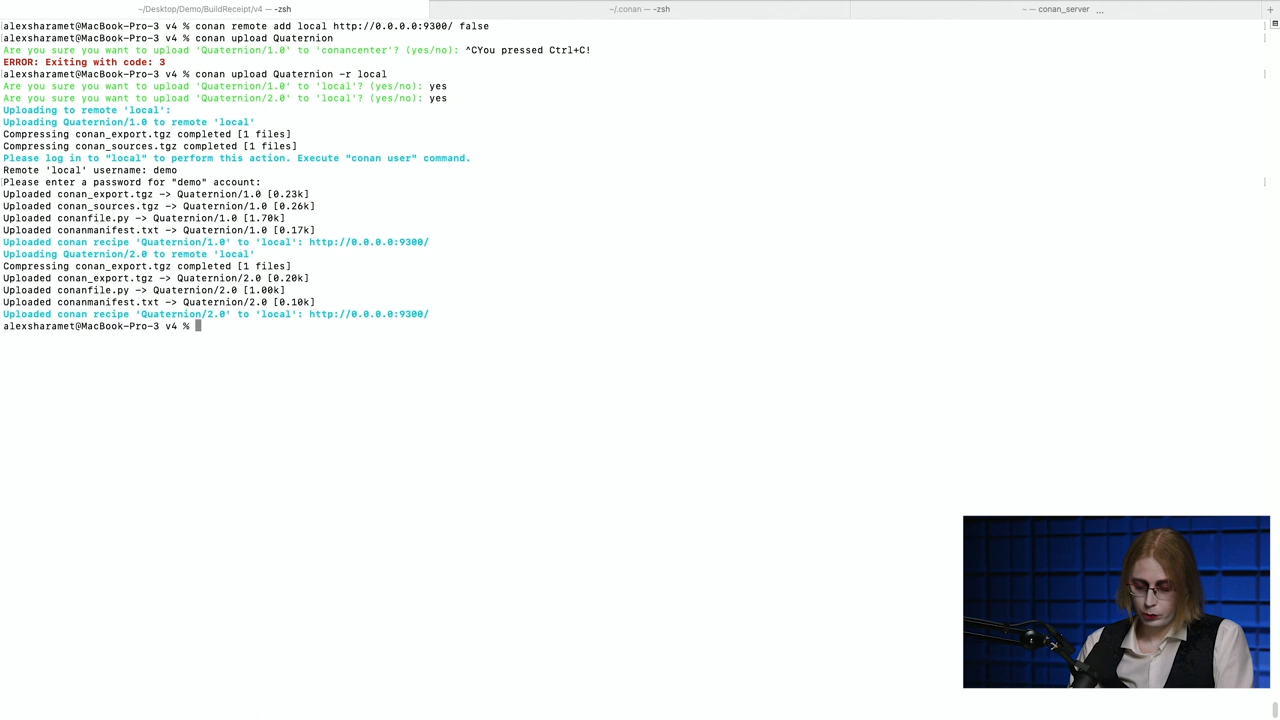 ~/Desktop/Demo/BuildReceipt/v4 — -zsh
~/.conan — -zsh
~ — conan_server ...
alexsharamet@MacBook-Pro-3 v4 % conan remote add local http://0.0.0.0:9300/ false
alexsharamet@MacBook-Pro-3 v4 % conan upload Quaternion
Are you sure you want to upload 'Quaternion/1.0' to 'conancenter'? (yes/no): ^CYou pressed Ctrl+C!
ERROR: Exiting with code: 3
alexsharamet@MacBook-Pro-3 v4 % conan upload Quaternion -r local
Are you sure you want to upload 'Quaternion/1.0' to 'local'? (yes/no): yes
Are you sure you want to upload 'Quaternion/2.0' to 'local'? (yes/no): yes
Uploading to remote 'local':
Uploading Quaternion/1.0 to remote 'local'
Compressing conan_export.tgz completed [1 files]
Compressing conan_sources.tgz completed [1 files]
Please log in to "local" to perform this action. Execute "conan user" command.
Remote 'local' username: demo
Please enter a password for "demo" account:
Uploaded conan_export.tgz -> Quaternion/1.0 [0.23k]
Uploaded conan_sources.tgz -> Quaternion/1.0 [0.26k]
Uploaded conanfile.py -> Quaternion/1.0 [1.70k]
Uploaded conanmanifest.txt -> Quaternion/1.0 [0.17k]
Uploaded conan recipe 'Quaternion/1.0' to 'local': http://0.0.0.0:9300/
Uploading Quaternion/2.0 to remote 'local'
Compressing conan_export.tgz completed [1 files]
Uploaded conan_export.tgz -> Quaternion/2.0 [0.20k]
Uploaded conanfile.py -> Quaternion/2.0 [1.00k]
Uploaded conanmanifest.txt -> Quaternion/2.0 [0.10k]
Uploaded conan recipe 'Quaternion/2.0' to 'local': http://0.0.0.0:9300/
alexsharamet@MacBook-Pro-3 v4 %